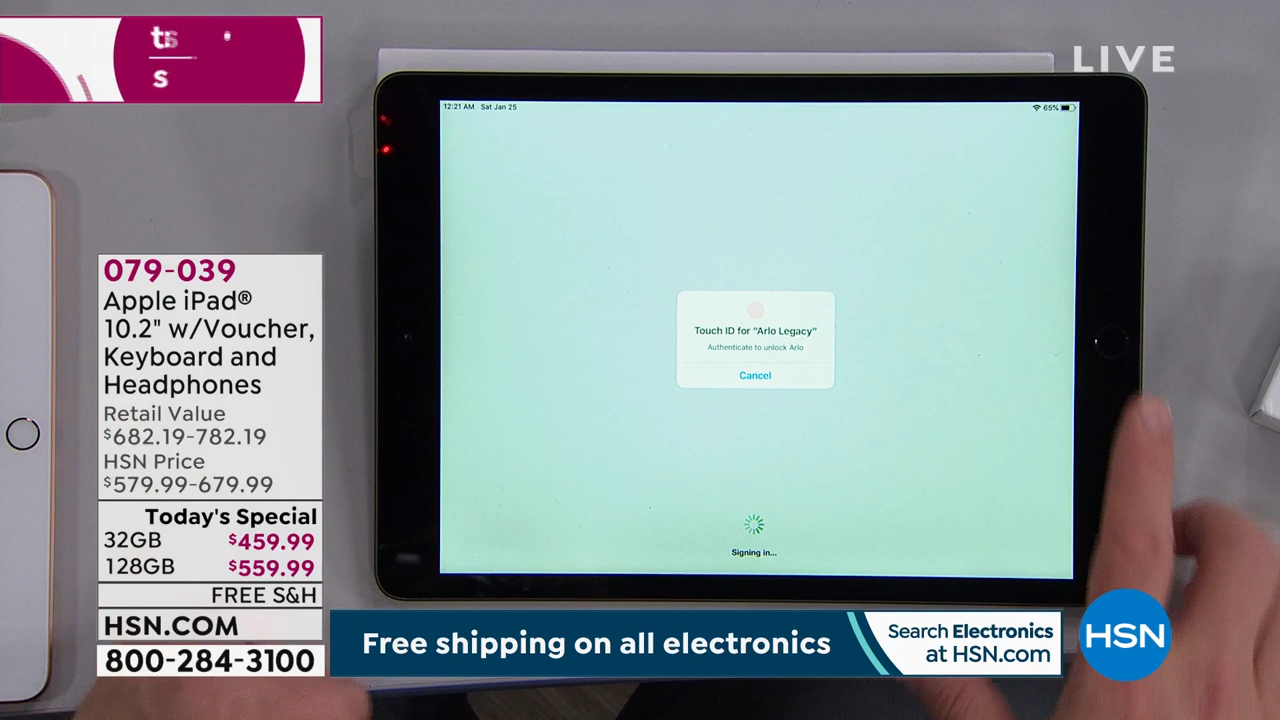 LIVE
12:21 AM Sat Jan 25
65%
Touch ID for "Arlo Legacy"
Authenticate to unlock Arlo
Cancel
Signing in...
079-039
Apple iPad®
10.2" w/Voucher,
Keyboard and
Headphones
Retail Value
$682.19-782.19
HSN Price
$579.99-679.99
Today's Special
32GB $459.99
128GB $559.99
FREE S&H
HSN.COM
800-284-3100
Free shipping on all electronics
Search Electronics
at HSN.com
HSN